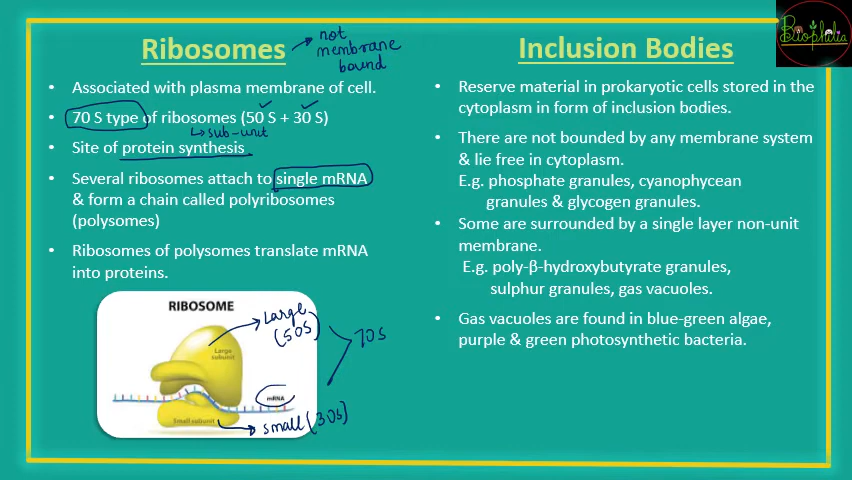 Ribosomes
not
membrane
bound
• Associated with plasma membrane of cell.
• 70 S type of ribosomes (50 S + 30 S)
sub-unit
• Site of protein synthesis
• Several ribosomes attach to single mRNA
& form a chain called polyribosomes
(polysomes)
• Ribosomes of polysomes translate mRNA
into proteins.
RIBOSOME
Large
(50S)
Large
subunit
70S
mRNA
Small subunit
small (30S)
Inclusion Bodies
• Reserve material in prokaryotic cells stored in the
cytoplasm in form of inclusion bodies.
• There are not bounded by any membrane system
& lie free in cytoplasm.
E.g. phosphate granules, cyanophycean
granules & glycogen granules.
• Some are surrounded by a single layer non-unit
membrane.
E.g. poly-β-hydroxybutyrate granules,
sulphur granules, gas vacuoles.
• Gas vacuoles are found in blue-green algae,
purple & green photosynthetic bacteria.
Biophilia